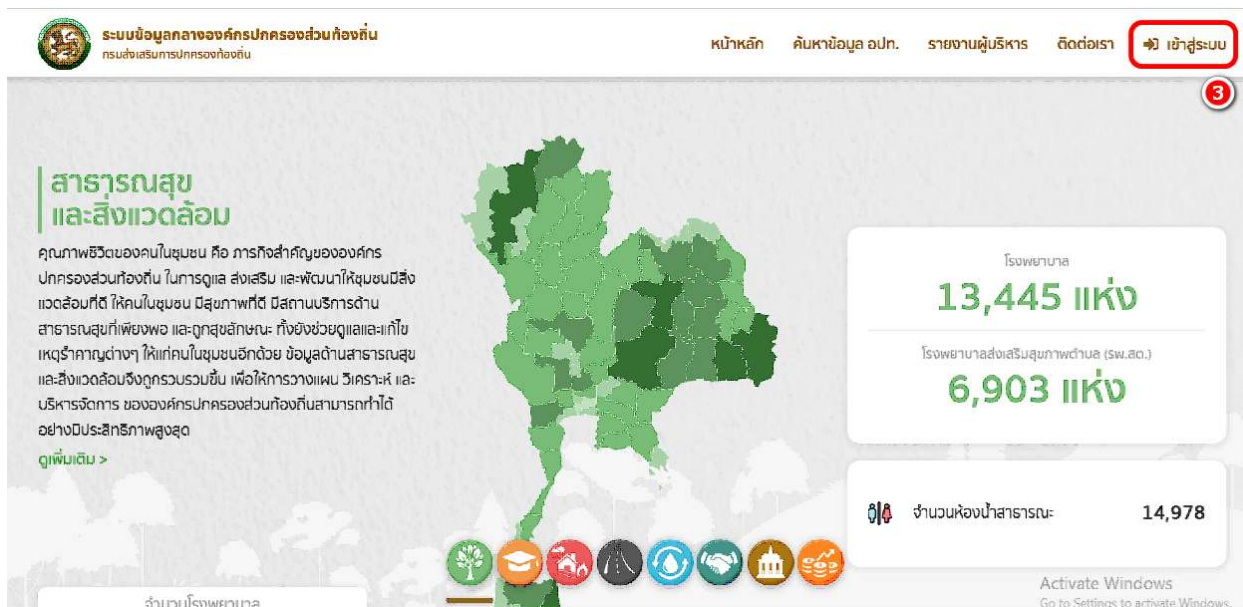 ระบบข้อมูลกลางองค์กรปกครองส่วนท้องถิ่น
กรมส่งเสริมการปกครองท้องถิ่น
หน้าหลัก ค้นหาข้อมูล อปท. รายงานผู้บริหาร ติดต่อเรา เข้าสู่ระบบ
3
สาธารณสุข
และสิ่งแวดล้อม
คุณภาพชีวิตของคนในชุมชน คือ ภารกิจสำคัญขององค์กร
ปกครองส่วนท้องถิ่น ในการดูแล ส่งเสริม และพัฒนาให้ชุมชนมีสิ่ง
แวดล้อมที่ดี ให้คนในชุมชน มีสุขภาพที่ดี มีสถานบริการด้าน
สาธารณสุขที่เพียงพอ และถูกสุขลักษณะ ทั้งยังช่วยดูแลและแก้ไข
เหตุรำคาญต่างๆ ให้แก่คนในชุมชนอีกด้วย ข้อมูลด้านสาธารณสุข
และสิ่งแวดล้อมจึงถูกรวบรวมขึ้น เพื่อให้การวางแผน วิเคราะห์ และ
บริหารจัดการ ขององค์กรปกครองส่วนท้องถิ่นสามารถทำได้
อย่างมีประสิทธิภาพสูงสุด
ดูเพิ่มเติม >
โรงพยาบาล
13,445 แห่ง
โรงพยาบาลส่งเสริมสุขภาพตำบล (รพ.สต.)
6,903 แห่ง
จำนวนห้องน้ำสาธารณะ 14,978
จำนวนโรงพยาบาล
Activate Windows
Go to Settings to activate Windows.